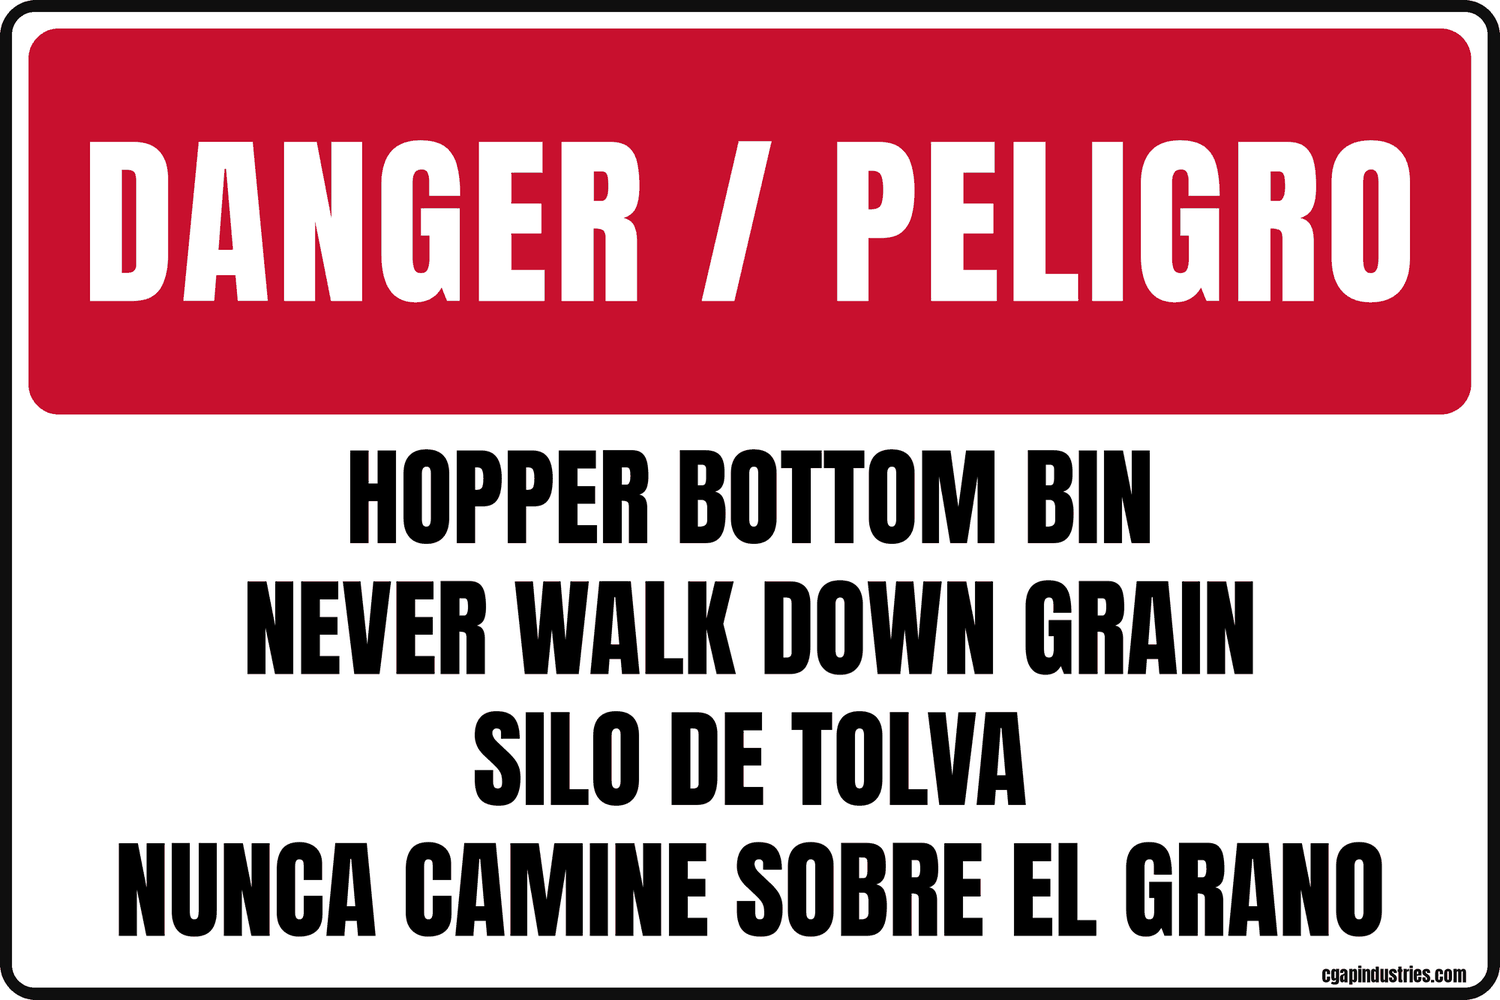 DANGER / PELIGRO
HOPPER BOTTOM BIN
NEVER WALK DOWN GRAIN
SILO DE TOLVA
NUNCA CAMINE SOBRE EL GRANO
cgapindustries.com